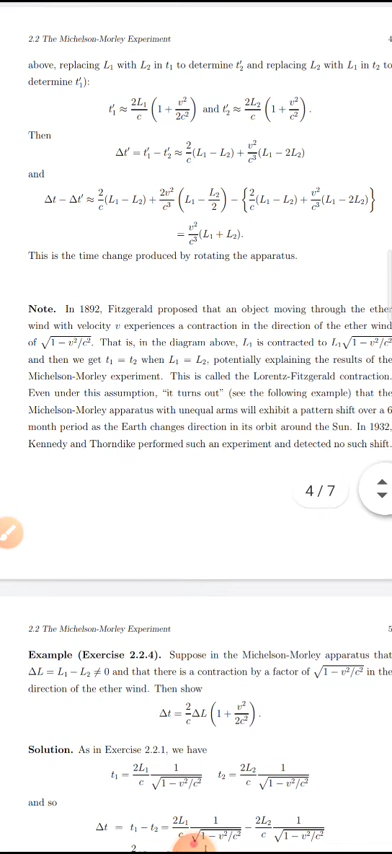 2.2 The Michelson-Morley Experiment 4
above, replacing L₁ with L₂ in t₁ to determine t′₂ and replacing L₂ with L₁ in t₂ to
determine t′₁):
t′₁ ≈ 2L₁/c (1 + v²/2c²) and t′₂ ≈ 2L₂/c (1 + v²/c²).
Then
Δt′ = t′₁ − t′₂ ≈ 2/c (L₁ − L₂) + v²/c³ (L₁ − 2L₂)
and
Δt − Δt′ ≈ 2/c (L₁ − L₂) + 2v²/c³ (L₁ − L₂/2) − {2/c (L₁ − L₂) + v²/c³ (L₁ − 2L₂)}
= v²/c³ (L₁ + L₂).
This is the time change produced by rotating the apparatus.
Note. In 1892, Fitzgerald proposed that an object moving through the ether
wind with velocity v experiences a contraction in the direction of the ether wind
of √(1 − v²/c²). That is, in the diagram above, L₁ is contracted to L₁√(1 − v²/c²)
and then we get t₁ = t₂ when L₁ = L₂, potentially explaining the results of the
Michelson-Morley experiment. This is called the Lorentz-Fitzgerald contraction.
Even under this assumption, “it turns out” (see the following example) that the
Michelson-Morley apparatus with unequal arms will exhibit a pattern shift over a 6
month period as the Earth changes direction in its orbit around the Sun. In 1932,
Kennedy and Thorndike performed such an experiment and detected no such shift.
4 / 7
2.2 The Michelson-Morley Experiment 5
Example (Exercise 2.2.4). Suppose in the Michelson-Morley apparatus that
ΔL = L₁ − L₂ ≠ 0 and that there is a contraction by a factor of √(1 − v²/c²) in the
direction of the ether wind. Then show
Δt = 2/c ΔL (1 + v²/2c²).
Solution. As in Exercise 2.2.1, we have
t₁ = 2L₁/c 1/√(1 − v²/c²) t₂ = 2L₂/c 1/√(1 − v²/c²)
and so
Δt = t₁ − t₂ = 2L₁/c 1/√(1 − v²/c²) − 2L₂/c 1/√(1 − v²/c²)
2